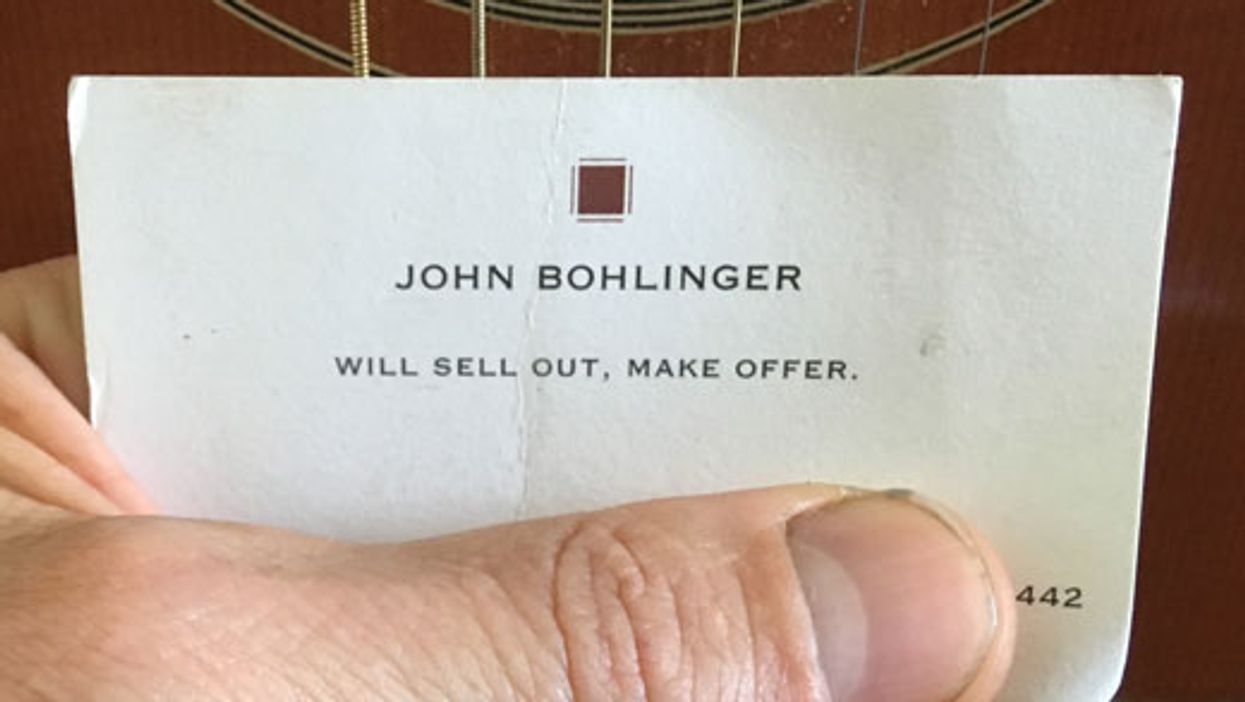 JOHN BOHLINGER
WILL SELL OUT, MAKE OFFER.
442